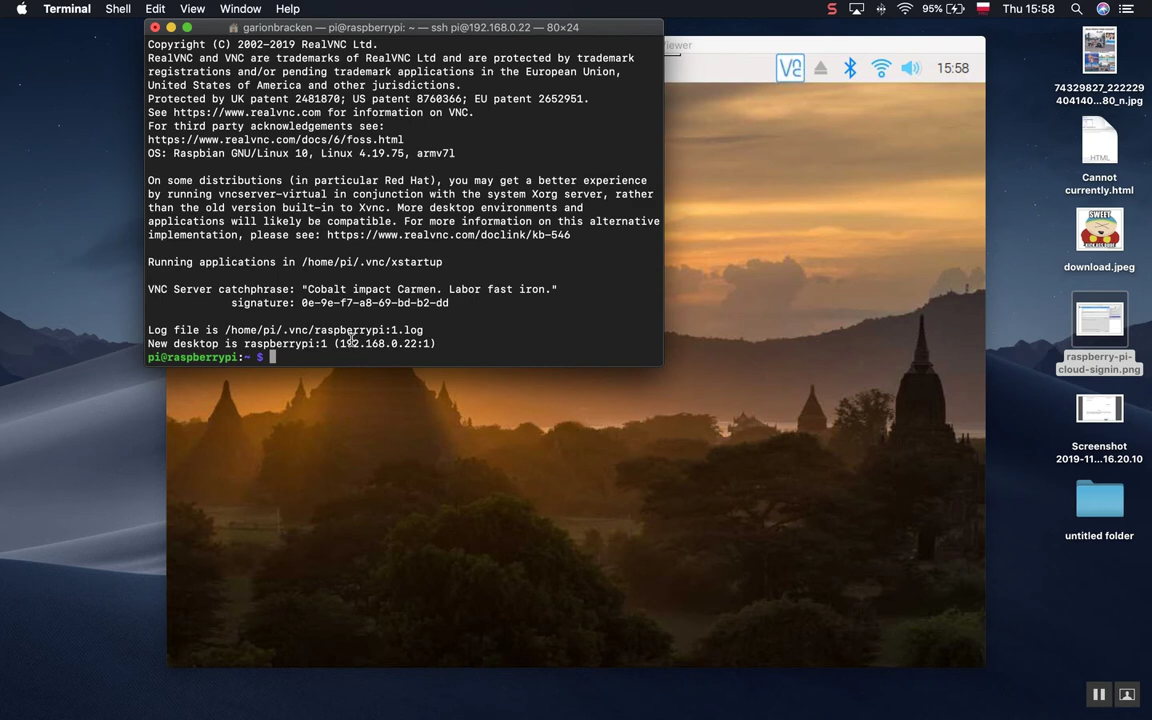 Terminal Shell Edit View Window Help
95% Thu 15:58
garionbracken — pi@raspberrypi: ~ — ssh pi@192.168.0.22 — 80×24
Copyright (C) 2002-2019 RealVNC Ltd.
RealVNC and VNC are trademarks of RealVNC Ltd and are protected by trademark
registrations and/or pending trademark applications in the European Union,
United States of America and other jurisdictions.
Protected by UK patent 2481870; US patent 8760366; EU patent 2652951.
See https://www.realvnc.com for information on VNC.
For third party acknowledgements see:
https://www.realvnc.com/docs/6/foss.html
OS: Raspbian GNU/Linux 10, Linux 4.19.75, armv7l
On some distributions (in particular Red Hat), you may get a better experience
by running vncserver-virtual in conjunction with the system Xorg server, rather
than the old version built-in to Xvnc. More desktop environments and
applications will likely be compatible. For more information on this alternative
implementation, please see: https://www.realvnc.com/doclink/kb-546
Running applications in /home/pi/.vnc/xstartup
VNC Server catchphrase: "Cobalt impact Carmen. Labor fast iron."
signature: 0e-9e-f7-a8-69-bd-b2-dd
Log file is /home/pi/.vnc/raspberrypi:1.log
New desktop is raspberrypi:1 (192.168.0.22:1)
pi@raspberrypi:~ $
15:58
74329827_222229
404140...80_n.jpg
HTML
Cannot
currently.html
SWEET
download.jpeg
raspberry-pi-
cloud-signin.png
Screenshot
2019-11...16.20.10
untitled folder